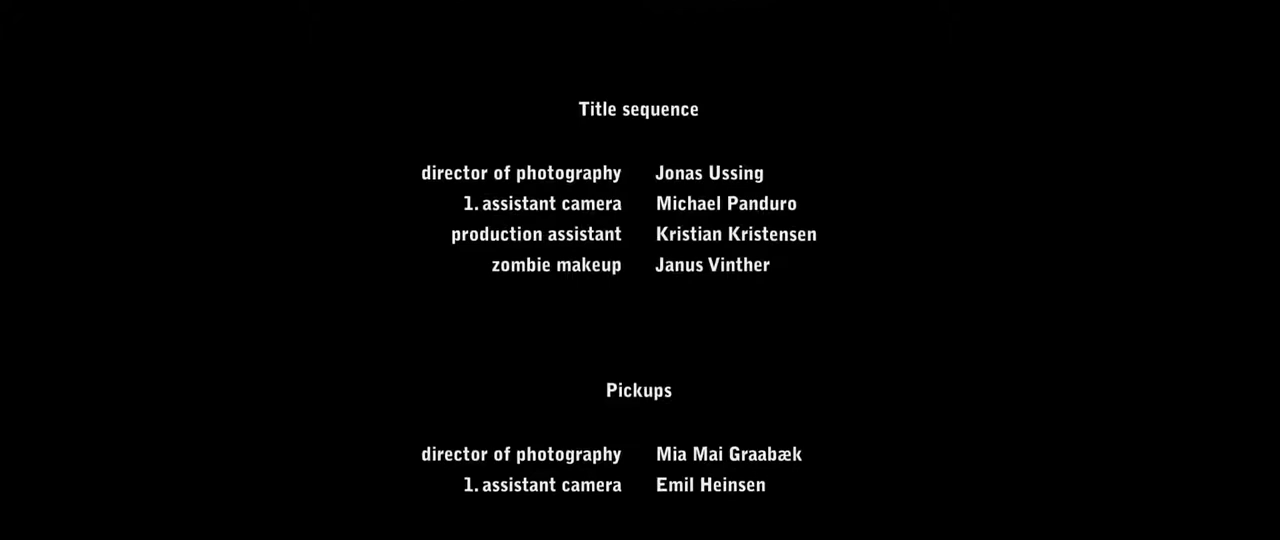 Title sequence
director of photography Jonas Ussing
1. assistant camera Michael Panduro
production assistant Kristian Kristensen
zombie makeup Janus Vinther
Pickups
director of photography Mia Mai Graabæk
1. assistant camera Emil Heinsen